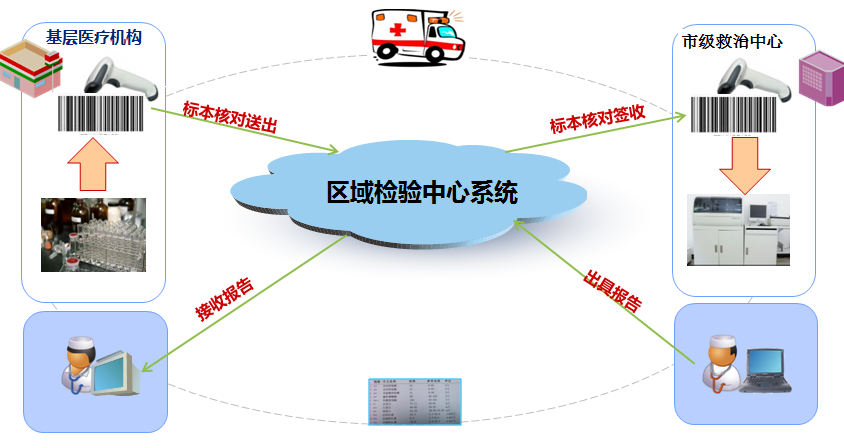 基层医疗机构
市级救治中心
标本核对送出
标本核对签收
区域检验中心系统
接收报告
出具报告